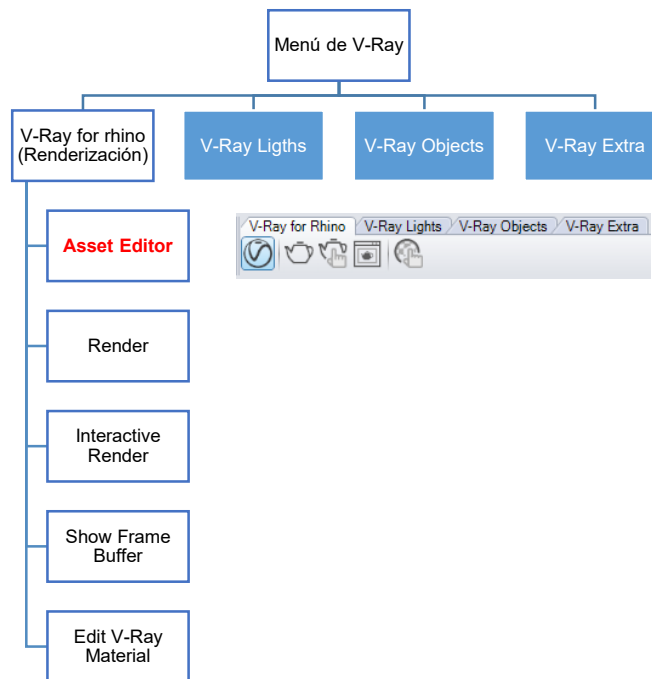 Menú de V-Ray
V-Ray for rhino
(Renderización)
V-Ray Ligths
V-Ray Objects
V-Ray Extra
Asset Editor
V-Ray for Rhino V-Ray Lights V-Ray Objects V-Ray Extra
Render
Interactive
Render
Show Frame
Buffer
Edit V-Ray
Material